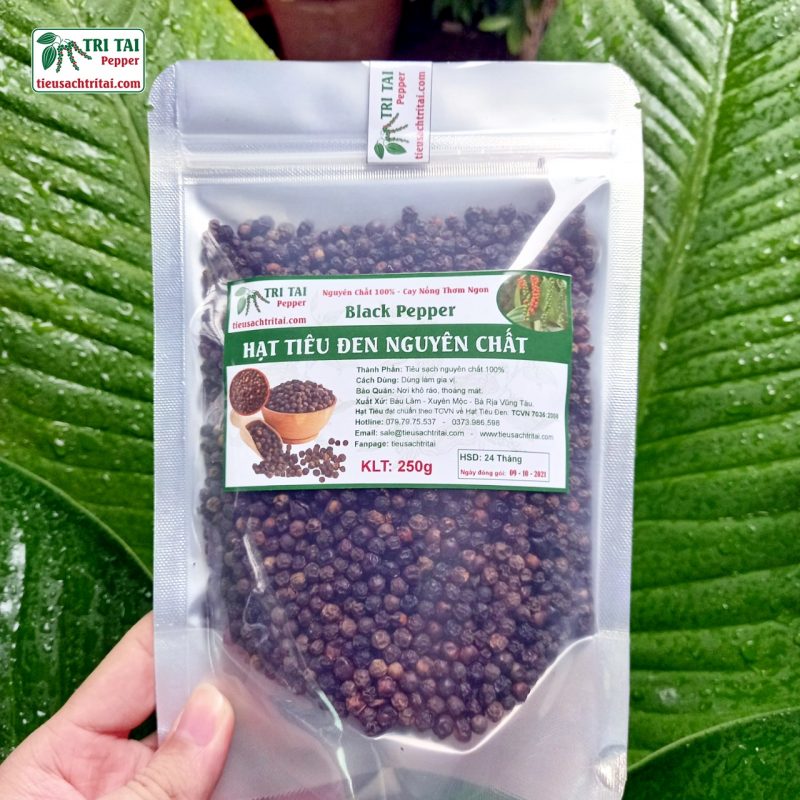 TRI TAI
Pepper
tieusachtritai.com
TRI TAI
Pepper
tieusachtritai.com
TRI TAI
Pepper
tieusachtritai.com
Nguyên Chất 100% - Cay Nồng Thơm Ngon
Black Pepper
HẠT TIÊU ĐEN NGUYÊN CHẤT
Thành Phần: Tiêu sạch nguyên chất 100%
Cách Dùng: Dùng làm gia vị.
Bảo Quản: Nơi khô ráo, thoáng mát.
Xuất Xứ: Bàu Lâm - Xuyên Mộc - Bà Rịa Vũng Tàu.
Hạt Tiêu đạt chuẩn theo TCVN về Hạt Tiêu Đen. TCVN 7036:2008
Hotline: 079.79.75.537 - 0373.986.598
Email: sale@tieusachtritai.com - www.tieusachtritai.com
Fanpage: tieusachtritai
KLT: 250g
HSD: 24 Tháng
Ngày đóng gói: 09 - 10 - 2021